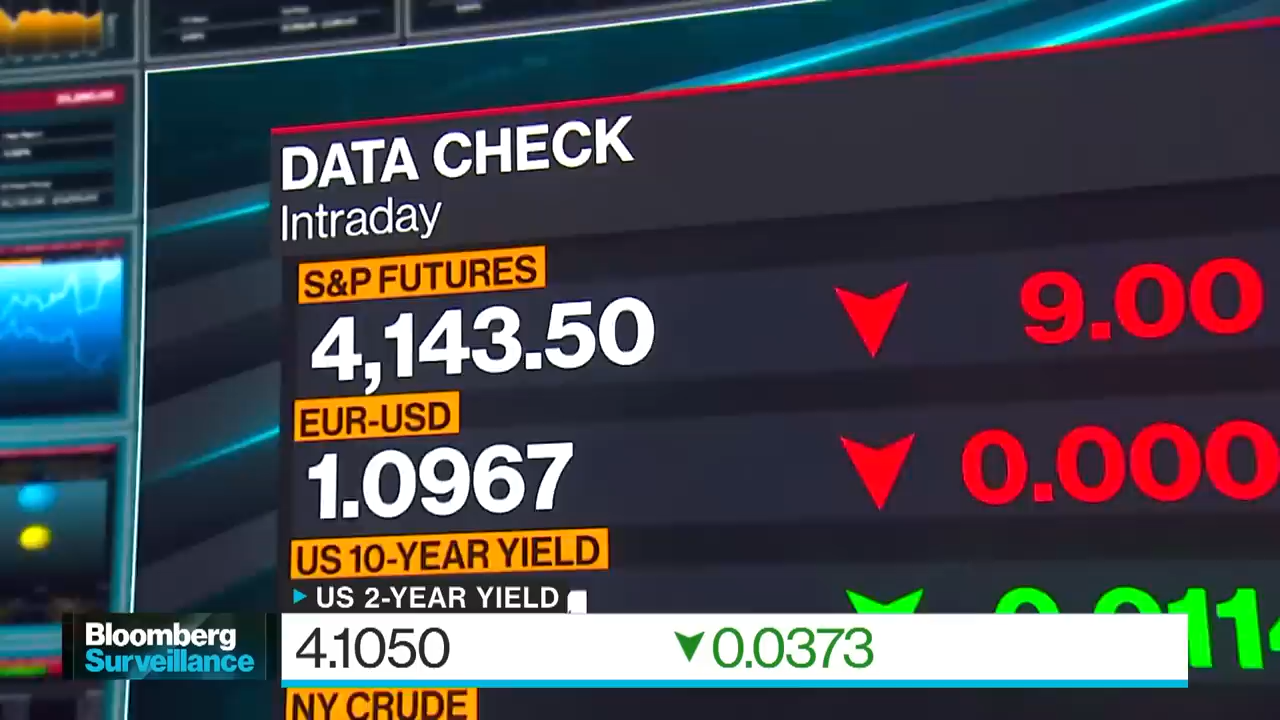 DATA CHECK
Intraday
S&P FUTURES
4,143.50 9.00
EUR-USD
1.0967 0.000
US 10-YEAR YIELD
US 2-YEAR YIELD
Bloomberg
Surveillance
4.1050 0.0373
NY CRUDE